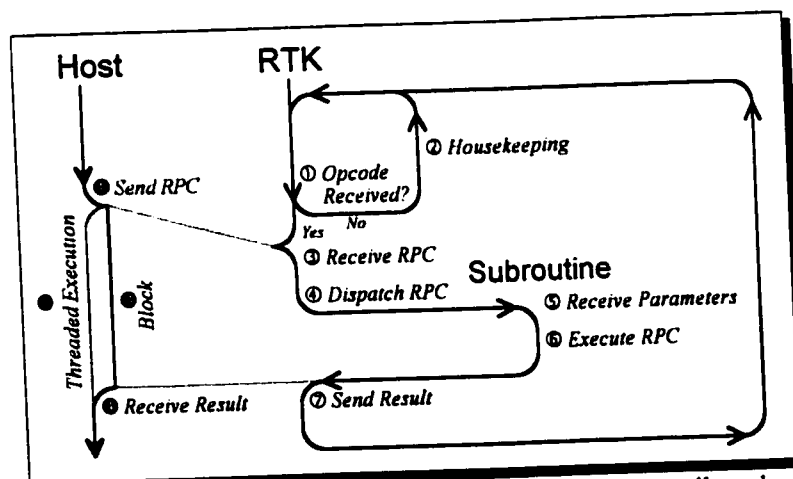 Host
RTK
② Housekeeping
① Opcode
Received?
Send RPC
No
Yes
③ Receive RPC
Subroutine
④ Dispatch RPC
⑤ Receive Parameters
⑥ Execute RPC
Threaded Execution
Block
Receive Result
⑦ Send Result